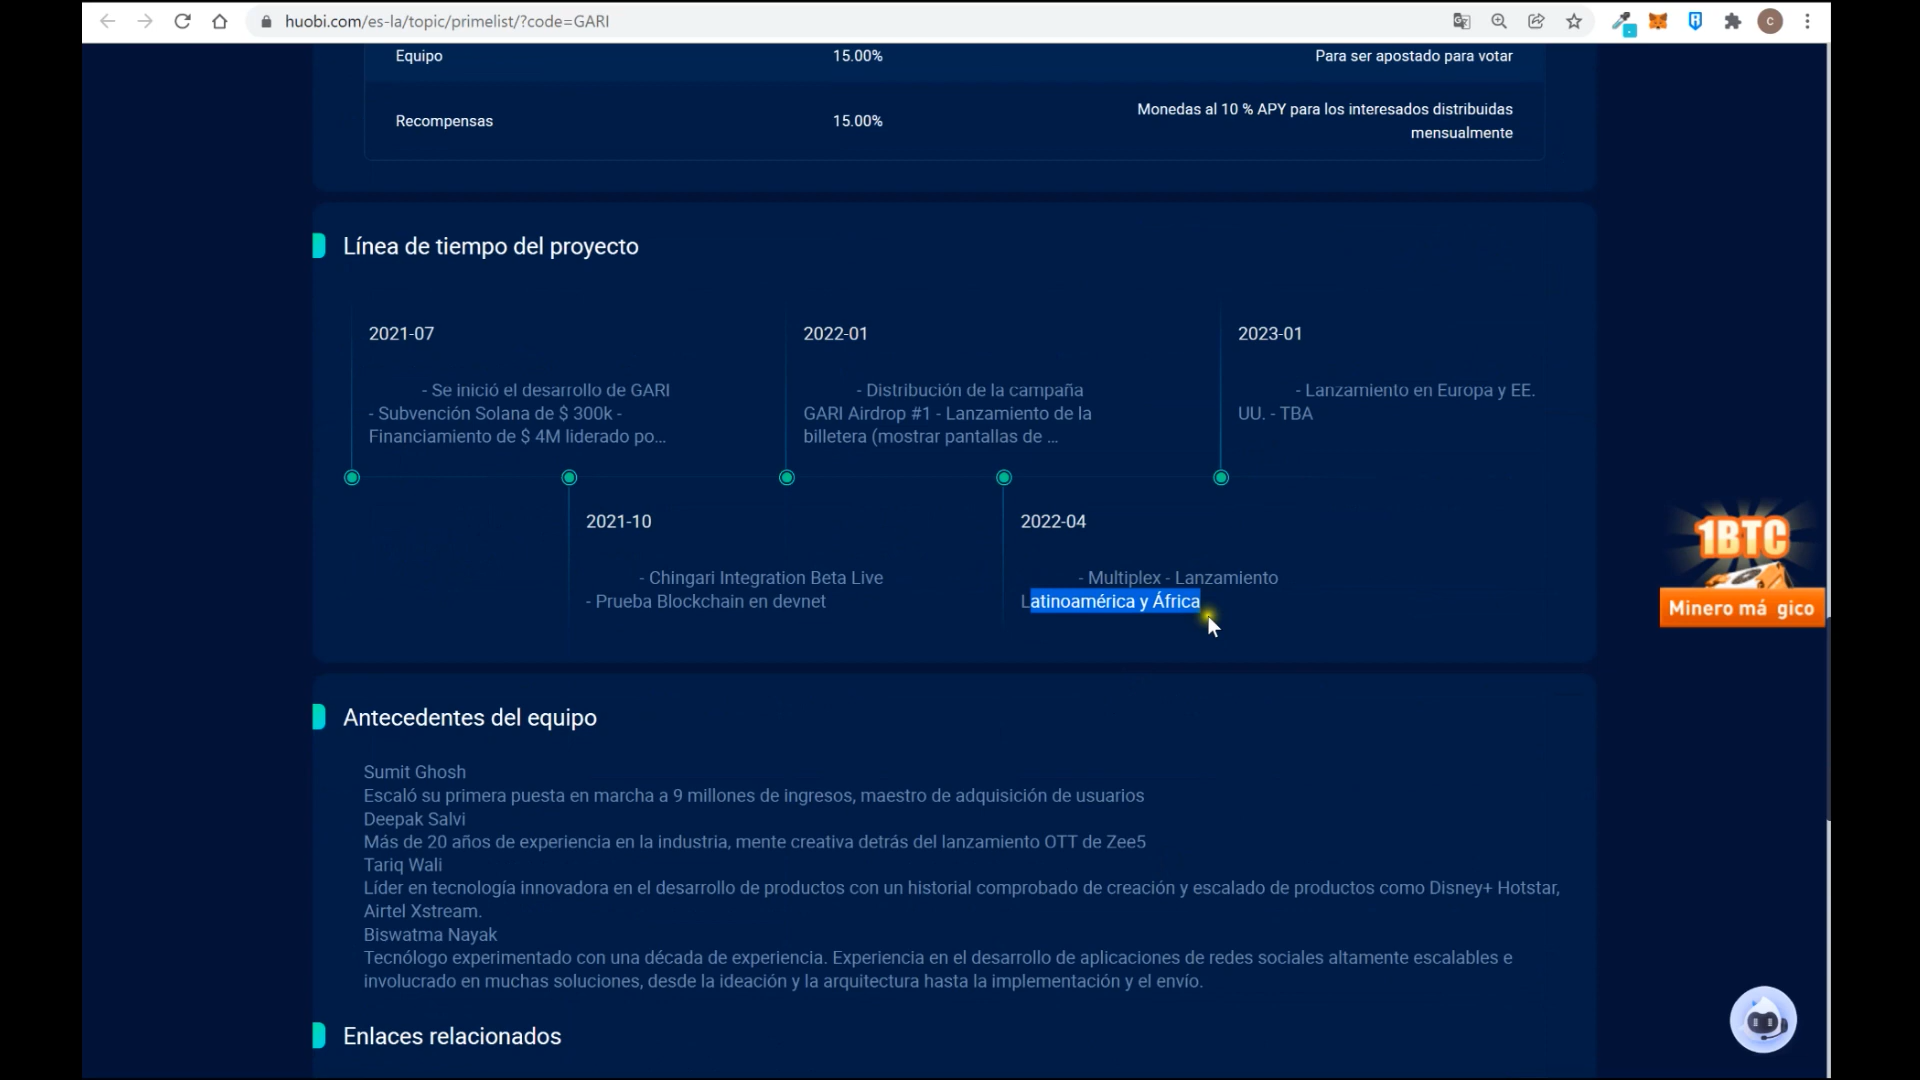 huobi.com/es-la/topic/primelist/?code=GARI
C
Equipo 15.00% Para ser apostado para votar
Recompensas 15.00% Monedas al 10 % APY para los interesados distribuidas
mensualmente
Línea de tiempo del proyecto
2021-07
- Se inició el desarrollo de GARI
- Subvención Solana de $ 300k -
Financiamiento de $ 4M liderado po...
2022-01
- Distribución de la campaña
GARI Airdrop #1 - Lanzamiento de la
billetera (mostrar pantallas de ...
2023-01
- Lanzamiento en Europa y EE.
UU. - TBA
2021-10
- Chingari Integration Beta Live
- Prueba Blockchain en devnet
2022-04
- Multiplex - Lanzamiento
Latinoamérica y África
1BTC
Minero má gico
Antecedentes del equipo
Sumit Ghosh
Escaló su primera puesta en marcha a 9 millones de ingresos, maestro de adquisición de usuarios
Deepak Salvi
Más de 20 años de experiencia en la industria, mente creativa detrás del lanzamiento OTT de Zee5
Tariq Wali
Líder en tecnología innovadora en el desarrollo de productos con un historial comprobado de creación y escalado de productos como Disney+ Hotstar,
Airtel Xstream.
Biswatma Nayak
Tecnólogo experimentado con una década de experiencia. Experiencia en el desarrollo de aplicaciones de redes sociales altamente escalables e
involucrado en muchas soluciones, desde la ideación y la arquitectura hasta la implementación y el envío.
Enlaces relacionados